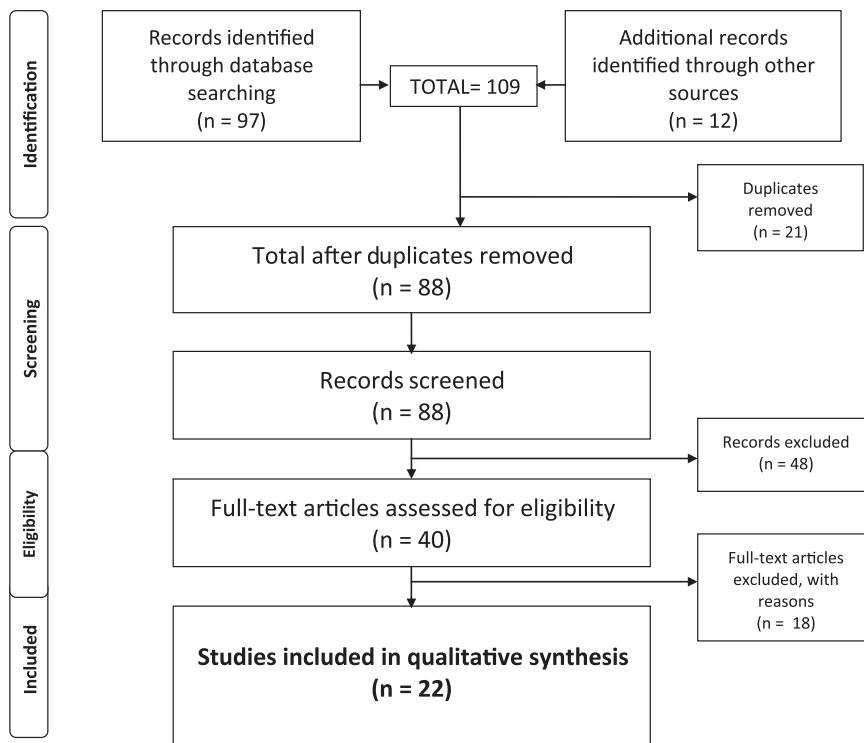 Identification
Records identified
through database
searching
(n = 97)
TOTAL= 109
Additional records
identified through other
sources
(n = 12)
Duplicates
removed
(n = 21)
Screening
Total after duplicates removed
(n = 88)
Records screened
(n = 88)
Records excluded
(n = 48)
Eligibility
Full-text articles assessed for eligibility
(n = 40)
Full-text articles
excluded, with
reasons
(n = 18)
Included
Studies included in qualitative synthesis
(n = 22)